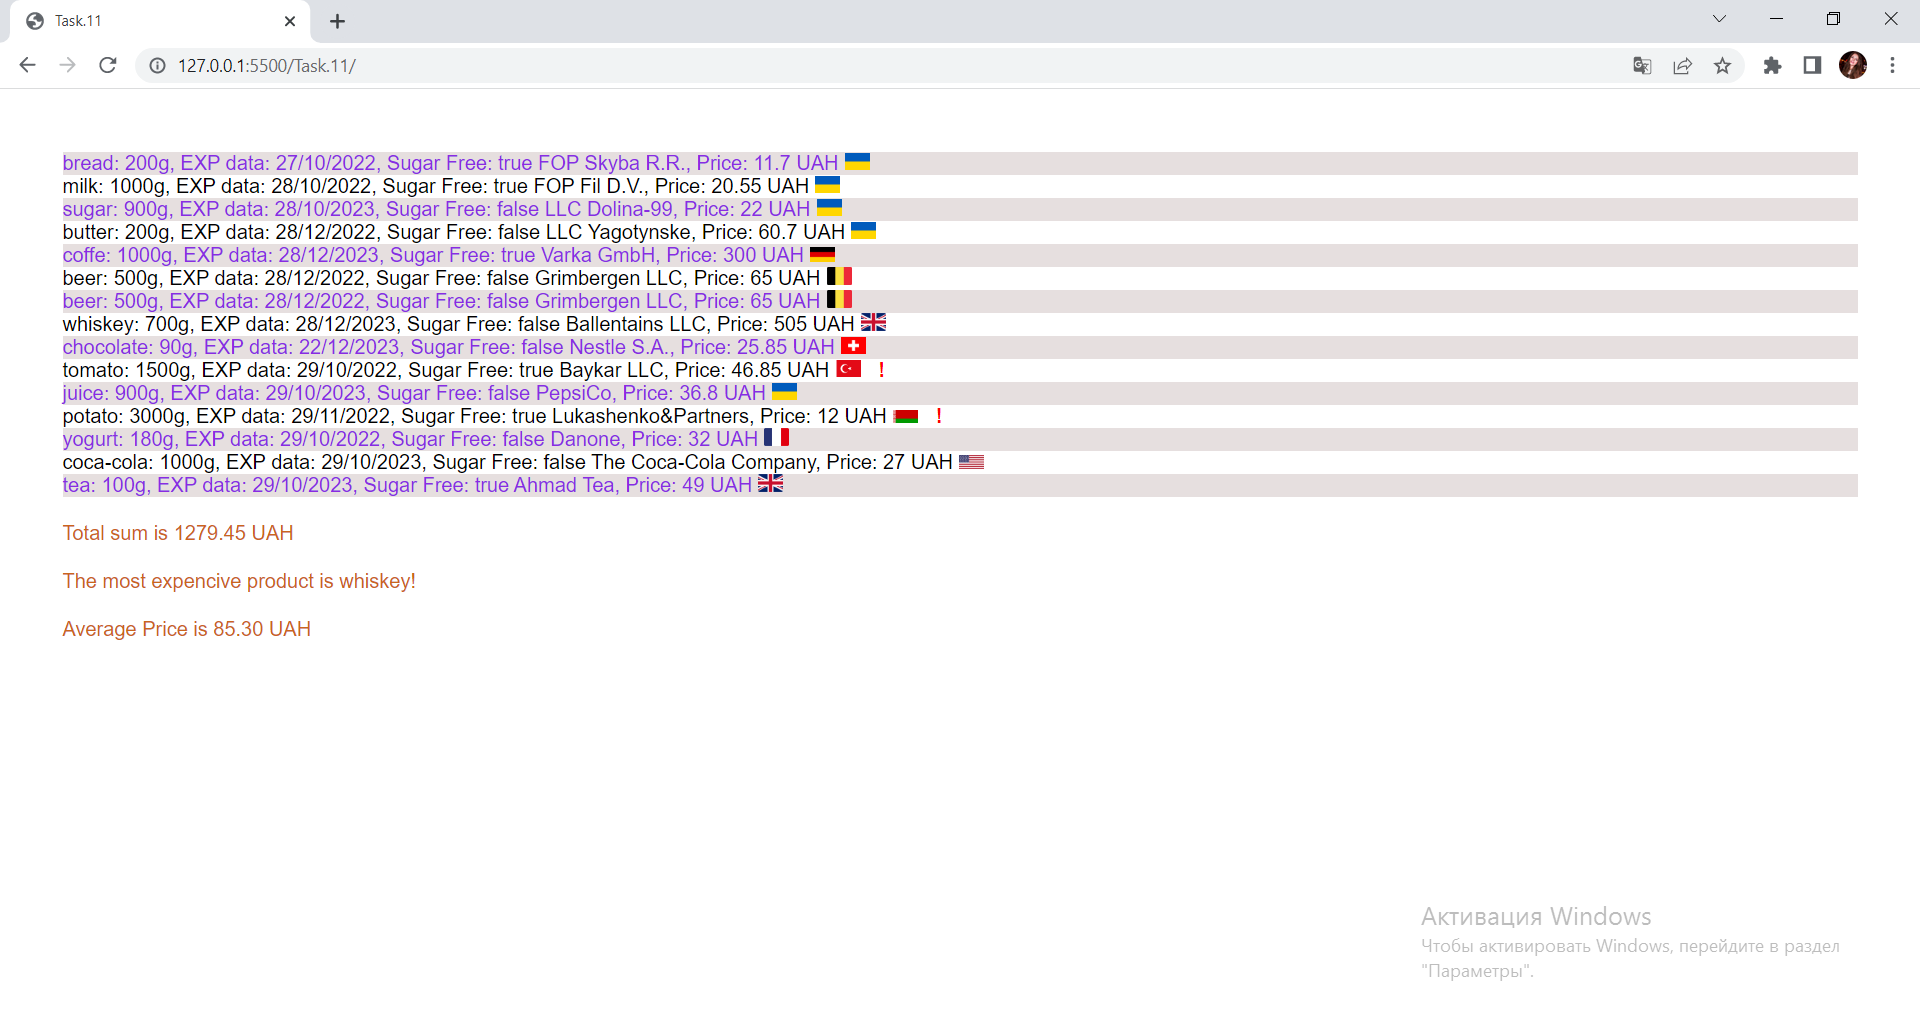 Task.11
127.0.0.1:5500/Task.11/
bread: 200g, EXP data: 27/10/2022, Sugar Free: true FOP Skyba R.R., Price: 11.7 UAH
milk: 1000g, EXP data: 28/10/2022, Sugar Free: true FOP Fil D.V., Price: 20.55 UAH
sugar: 900g, EXP data: 28/10/2023, Sugar Free: false LLC Dolina-99, Price: 22 UAH
butter: 200g, EXP data: 28/12/2022, Sugar Free: false LLC Yagotynske, Price: 60.7 UAH
coffe: 1000g, EXP data: 28/12/2023, Sugar Free: true Varka GmbH, Price: 300 UAH
beer: 500g, EXP data: 28/12/2022, Sugar Free: false Grimbergen LLC, Price: 65 UAH
beer: 500g, EXP data: 28/12/2022, Sugar Free: false Grimbergen LLC, Price: 65 UAH
whiskey: 700g, EXP data: 28/12/2023, Sugar Free: false Ballentains LLC, Price: 505 UAH
chocolate: 90g, EXP data: 22/12/2023, Sugar Free: false Nestle S.A., Price: 25.85 UAH
tomato: 1500g, EXP data: 29/10/2022, Sugar Free: true Baykar LLC, Price: 46.85 UAH !
juice: 900g, EXP data: 29/10/2023, Sugar Free: false PepsiCo, Price: 36.8 UAH
potato: 3000g, EXP data: 29/11/2022, Sugar Free: true Lukashenko&Partners, Price: 12 UAH !
yogurt: 180g, EXP data: 29/10/2022, Sugar Free: false Danone, Price: 32 UAH
coca-cola: 1000g, EXP data: 29/10/2023, Sugar Free: false The Coca-Cola Company, Price: 27 UAH
tea: 100g, EXP data: 29/10/2023, Sugar Free: true Ahmad Tea, Price: 49 UAH
Total sum is 1279.45 UAH
The most expencive product is whiskey!
Average Price is 85.30 UAH
Активация Windows
Чтобы активировать Windows, перейдите в раздел
"Параметры".